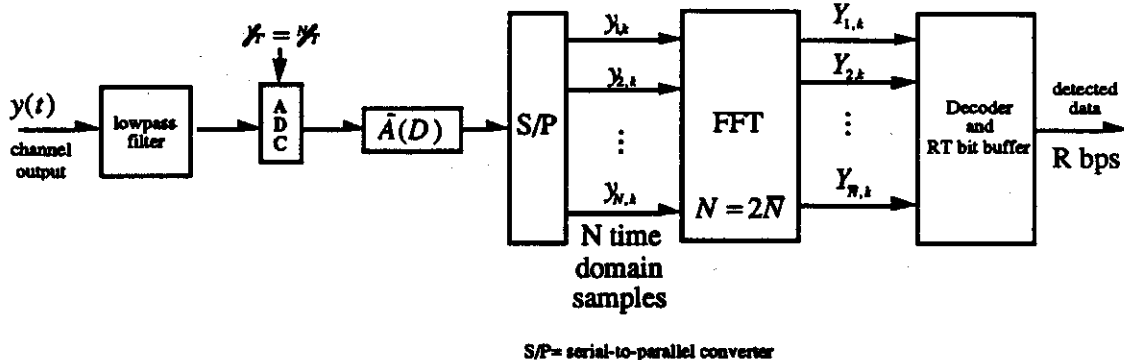 y(t)
channel
output
lowpass
filter
A
D
C
Ā(D)
S/P
y1,k
y2,k
⋮
yN,k
N time
domain
samples
FFT
N = 2N̄
Y1,k
Y2,k
⋮
YN̄,k
Decoder
and
RT bit buffer
detected
data
R bps
S/P= serial-to-parallel converter